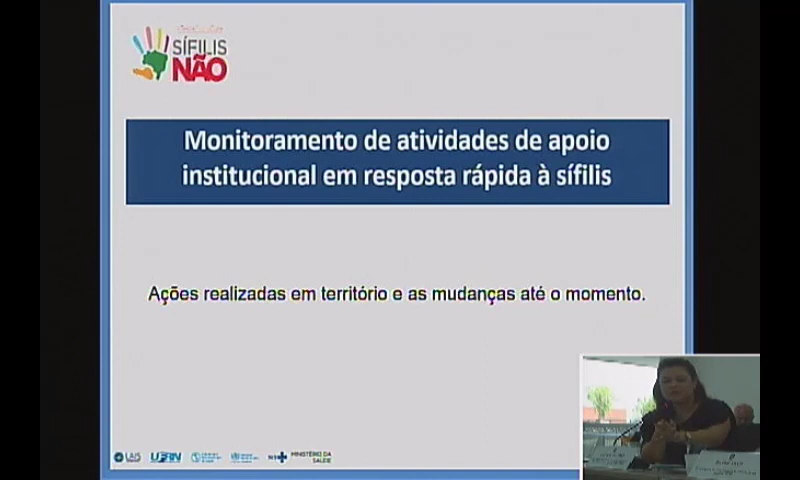 SÍFILIS
NÃO
Monitoramento de atividades de apoio
institucional em resposta rápida à sífilis
Ações realizadas em território e as mudanças até o momento.
LAIS
UFRN
MINISTÉRIO DA
SAÚDE